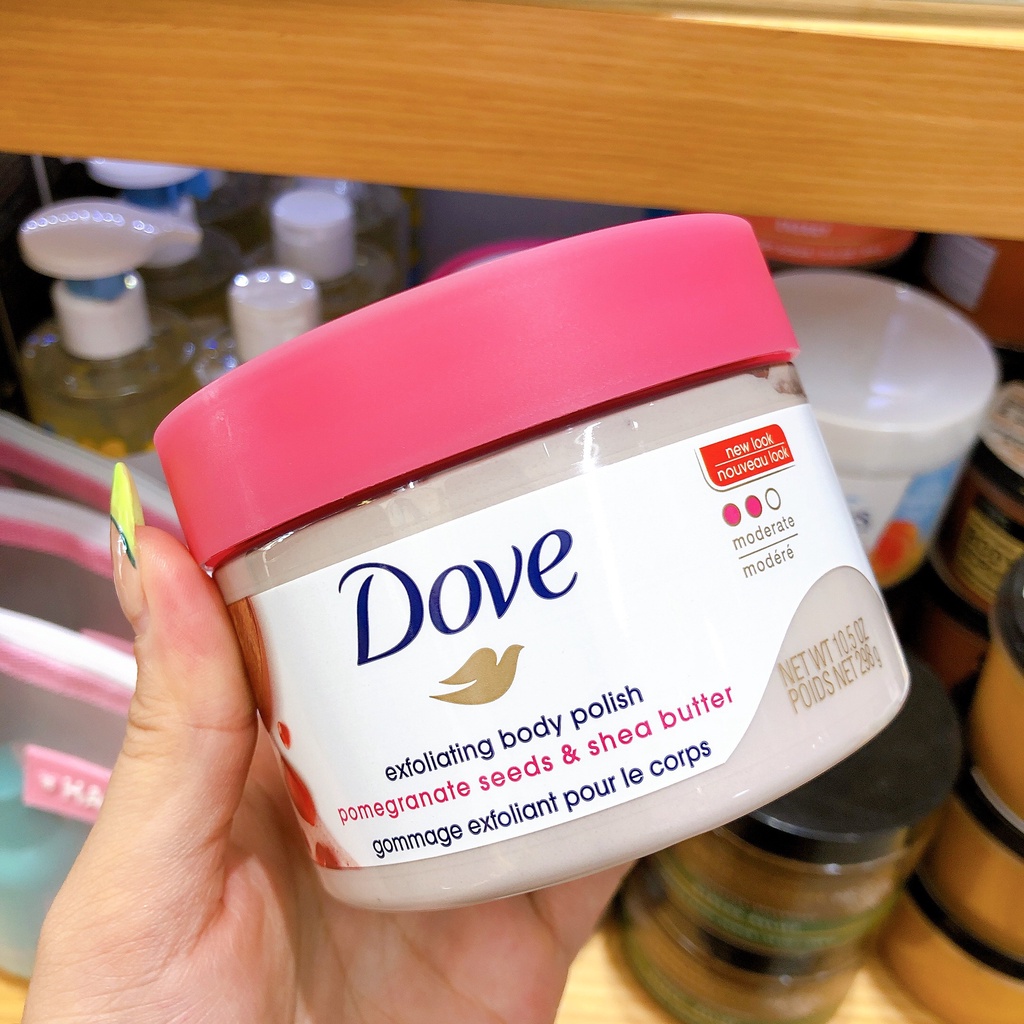 new look
nouveau look
moderate
modéré
Dove
exfoliating body polish
pomegranate seeds & shea butter
gommage exfoliant pour le corps
NET WT 10.5 OZ
POIDS NET 298 g